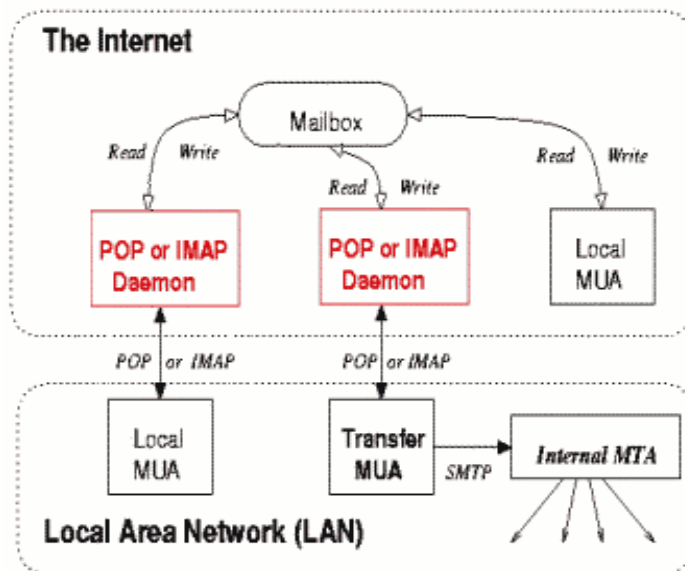 The Internet
Mailbox
Read Write
Read Write
Read Write
POP or IMAP
Daemon
POP or IMAP
Daemon
Local
MUA
POP or IMAP
POP or IMAP
Local
MUA
Transfer
MUA
SMTP
Internal MTA
Local Area Network (LAN)